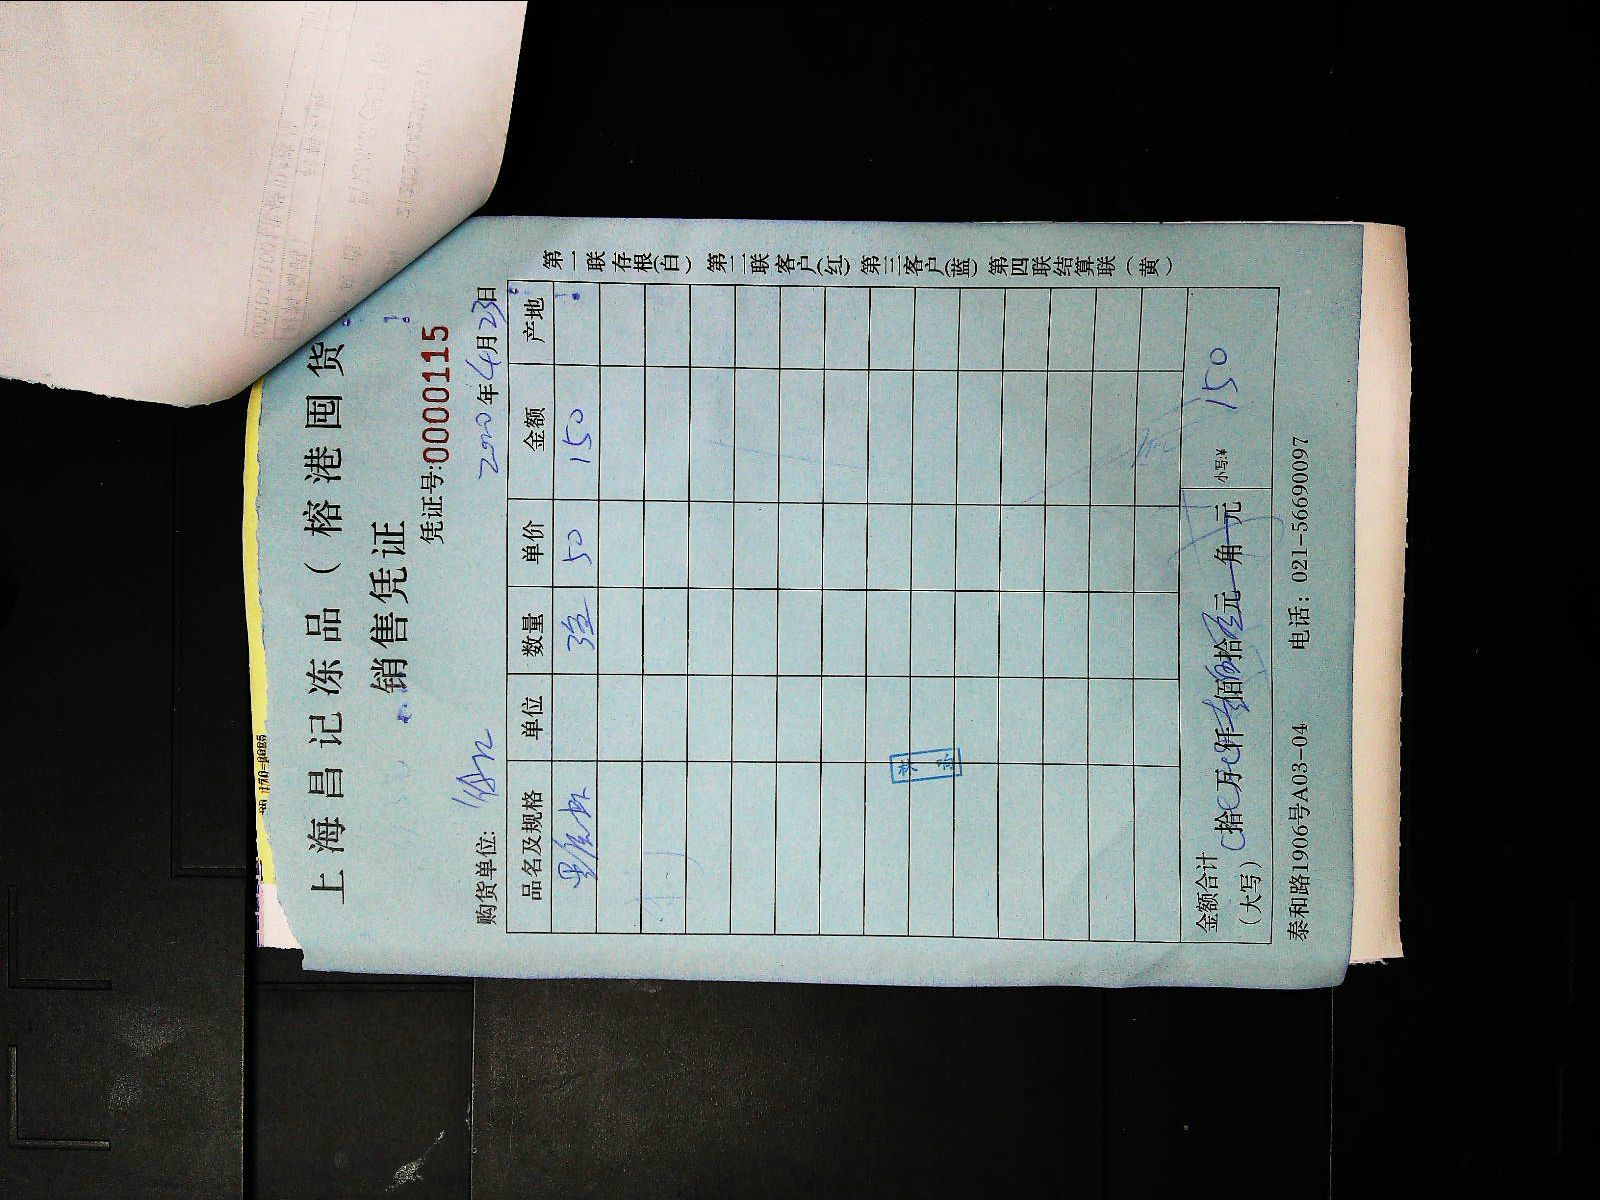 上海昌记冻品(榕港囤货
销售凭证
凭证号:0000115
购货单位:
2020年4月23日
品名及规格 单位 数量 单价 金额 产地
50 150
金额合计(大写) 拾 万 仟壹佰伍拾 元 角 元 小写:¥ 150
泰和路1906号A03-04 电话:021-56690097
第一联存根(白) 第二联客户(红) 第三客户(蓝) 第四联结算联(黄)